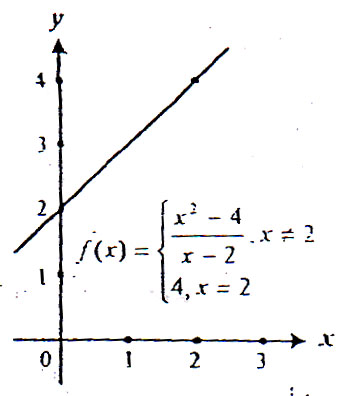 y
4
3
2
f(x) = { x² − 4 / x − 2 , x ≠ 2
4, x = 2
1
0 1 2 3 x